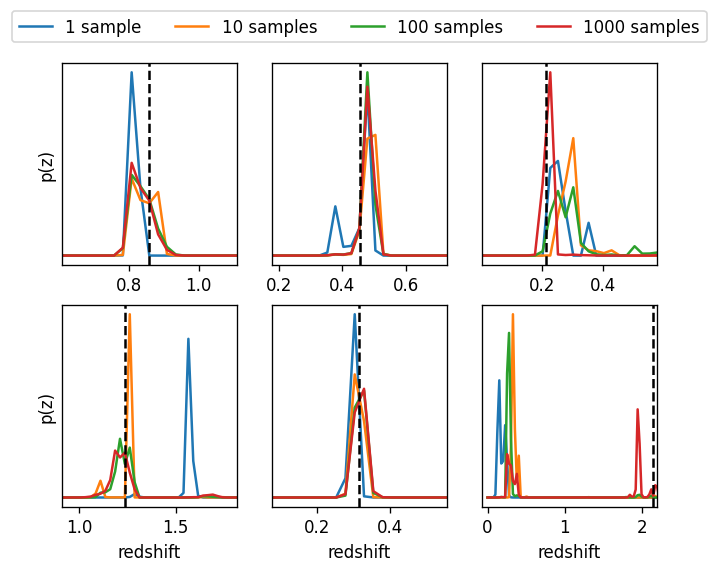 1 sample 10 samples 100 samples 1000 samples
p(z)
0.8 1.0 0.2 0.4 0.6 0.2 0.4
p(z)
1.0 1.5 0.2 0.4 0 1 2
redshift redshift redshift